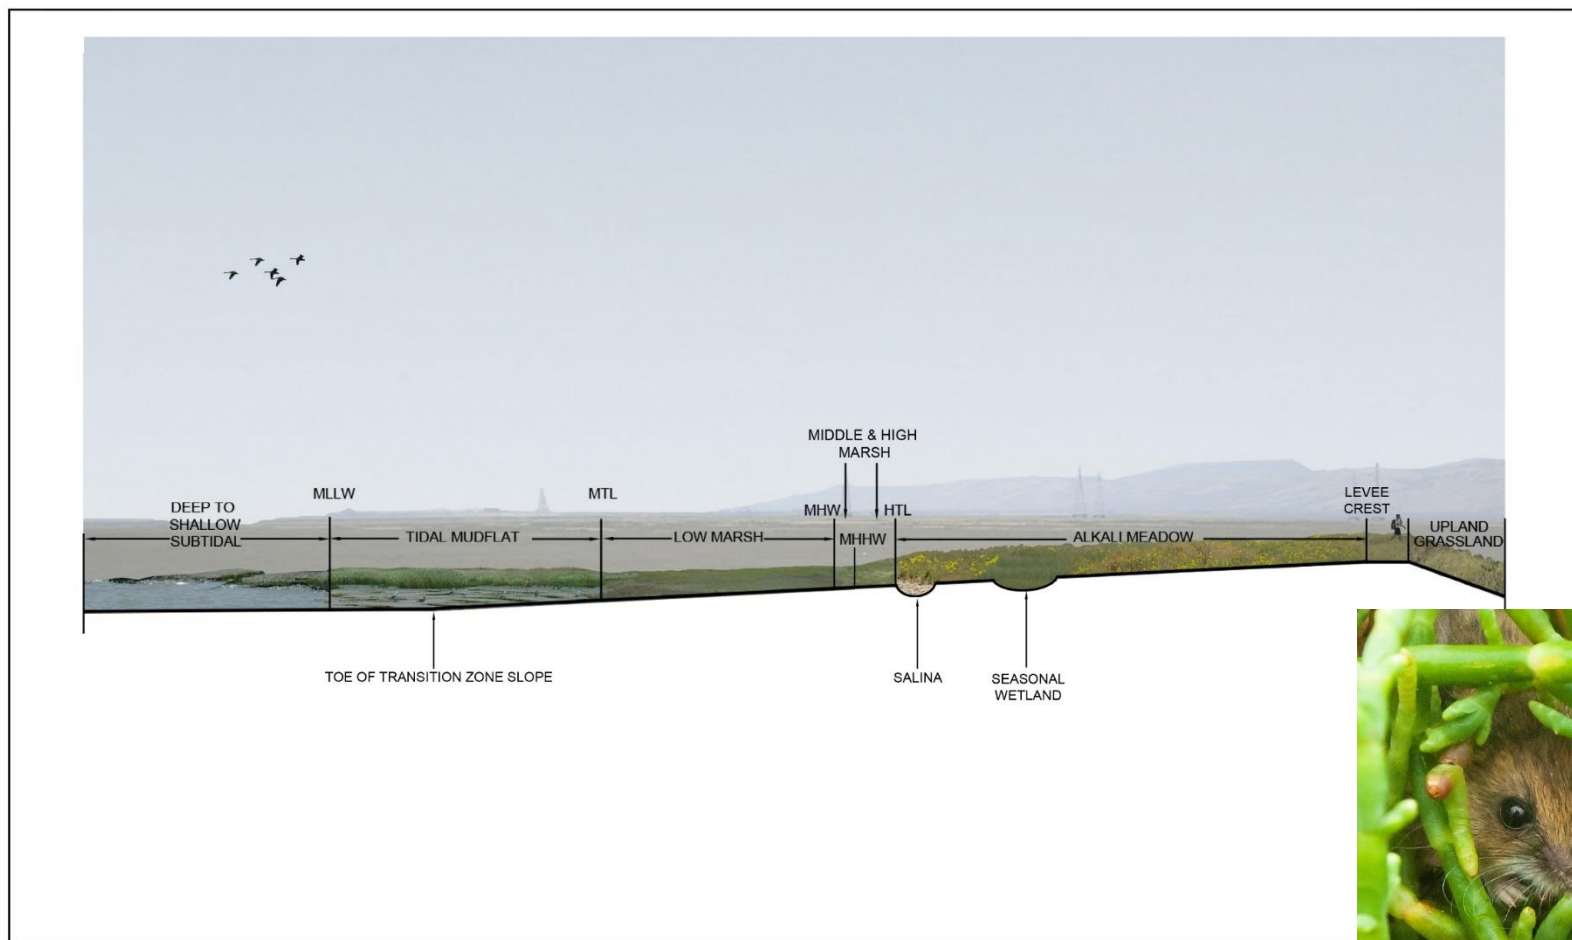 MIDDLE & HIGH
MARSH
DEEP TO
SHALLOW
SUBTIDAL
MLLW
TIDAL MUDFLAT
MTL
LOW MARSH
MHW
MHHW
HTL
ALKALI MEADOW
LEVEE
CREST
UPLAND
GRASSLAND
TOE OF TRANSITION ZONE SLOPE
SALINA
SEASONAL
WETLAND